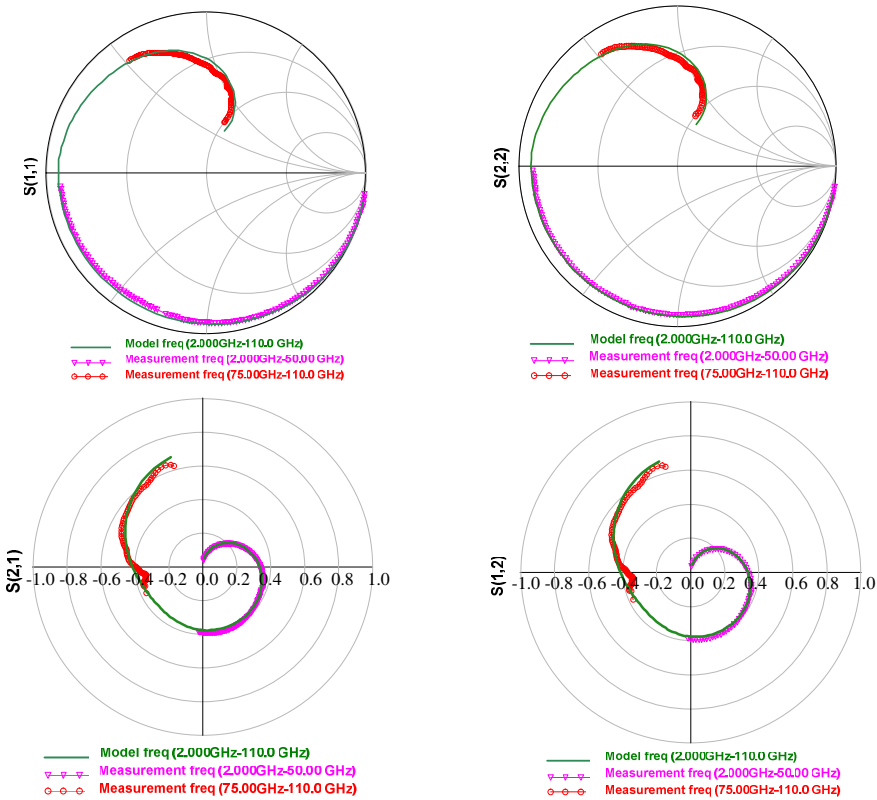 S(1,1)
Model freq (2.000GHz-110.0 GHz)
Measurement freq (2.000GHz-50.00 GHz)
Measurement freq (75.00GHz-110.0 GHz)
S(2,2)
Model freq (2.000GHz-110.0 GHz)
Measurement freq (2.000GHz-50.00 GHz)
Measurement freq (75.00GHz-110.0 GHz)
S(2,1)
-1.0 -0.8 -0.6 -0.4 -0.2 0.0 0.2 0.4 0.6 0.8 1.0
Model freq (2.000GHz-110.0 GHz)
Measurement freq (2.000GHz-50.00 GHz)
Measurement freq (75.00GHz-110.0 GHz)
S(1,2)
-1.0 -0.8 -0.6 -0.4 -0.2 0.0 0.2 0.4 0.6 0.8 1.0
Model freq (2.000GHz-110.0 GHz)
Measurement freq (2.000GHz-50.00 GHz)
Measurement freq (75.00GHz-110.0 GHz)